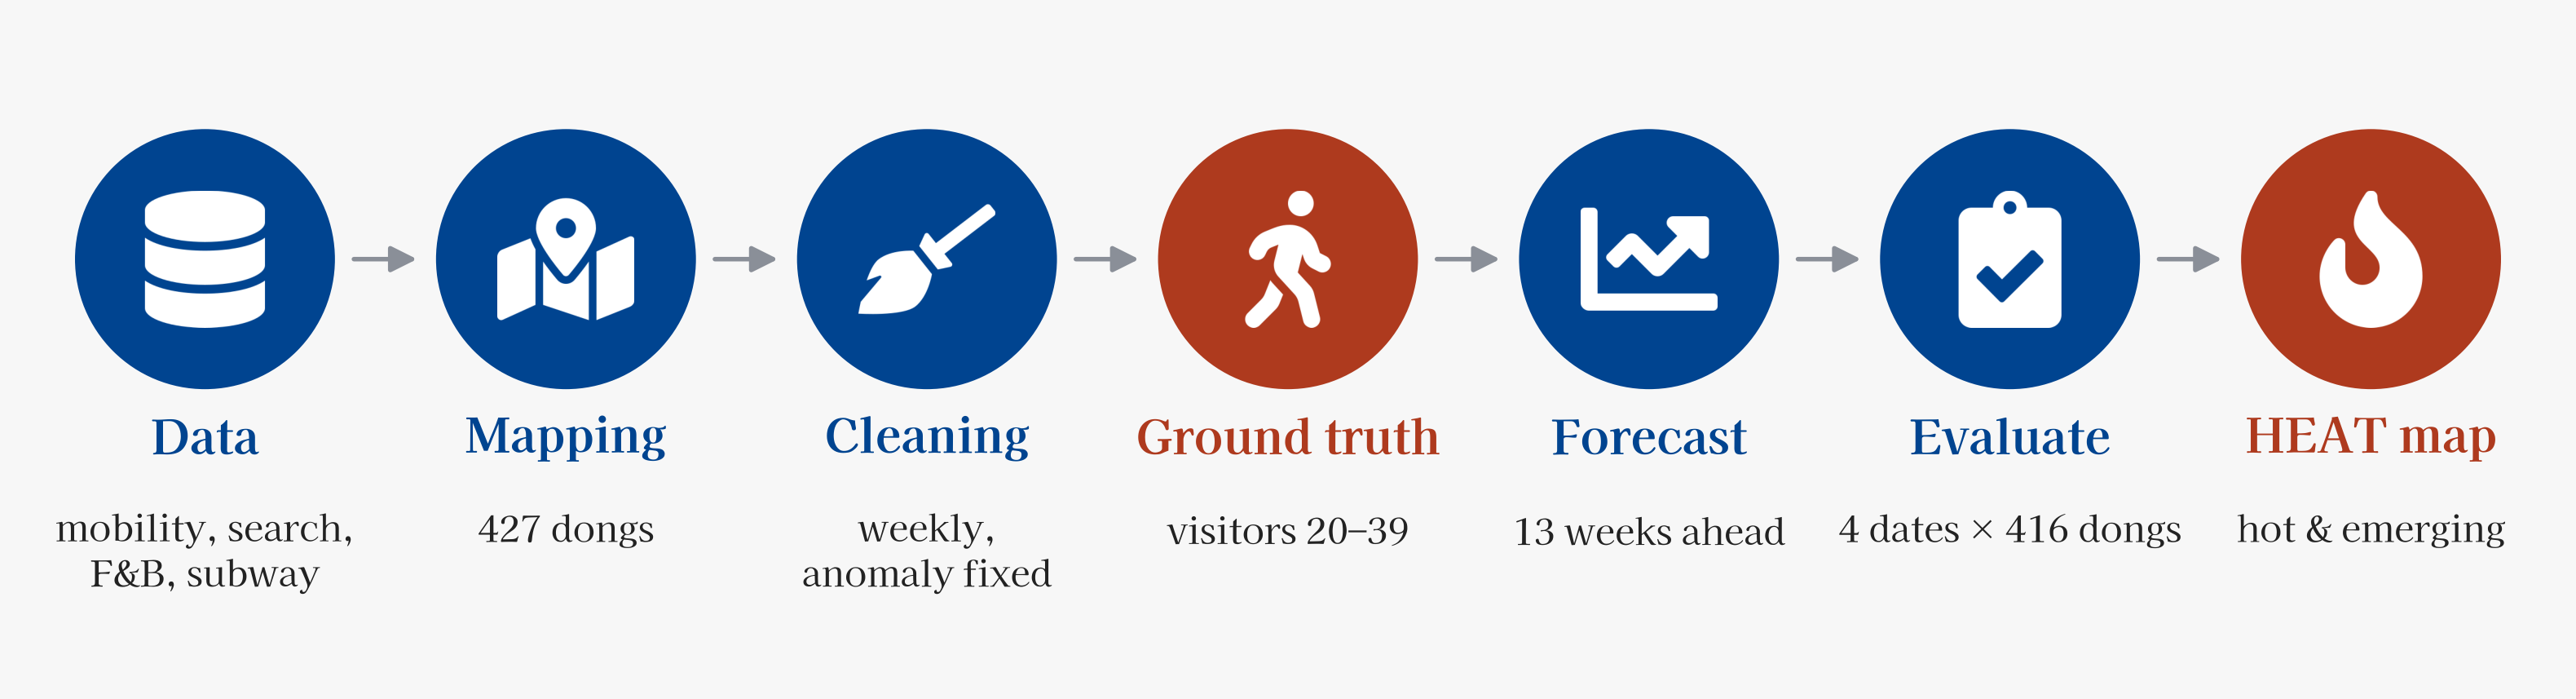 Data
mobility, search,
F&B, subway
Mapping
427 dongs
Cleaning
weekly,
anomaly fixed
Ground truth
visitors 20–39
Forecast
13 weeks ahead
Evaluate
4 dates × 416 dongs
HEAT map
hot & emerging